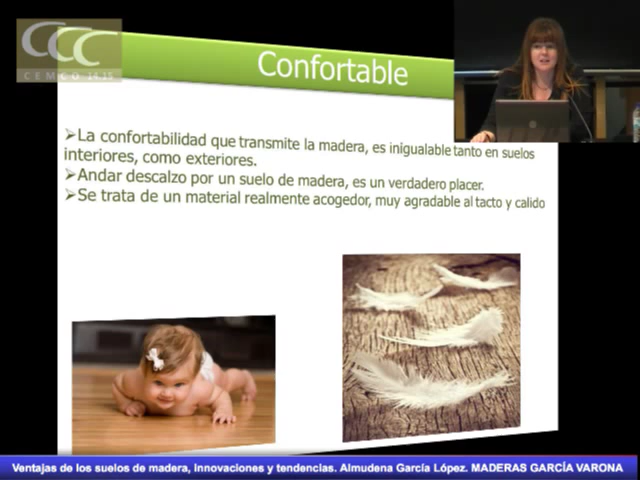 CCC
CEMCO 14.15
Confortable
➢La confortabilidad que transmite la madera, es inigualable tanto en suelos
interiores, como exteriores.
➢Andar descalzo por un suelo de madera, es un verdadero placer.
➢Se trata de un material realmente acogedor, muy agradable al tacto y calido
Ventajas de los suelos de madera, Innovaciones y tendencias. Almudena García López. MADERAS GARCÍA VARONA